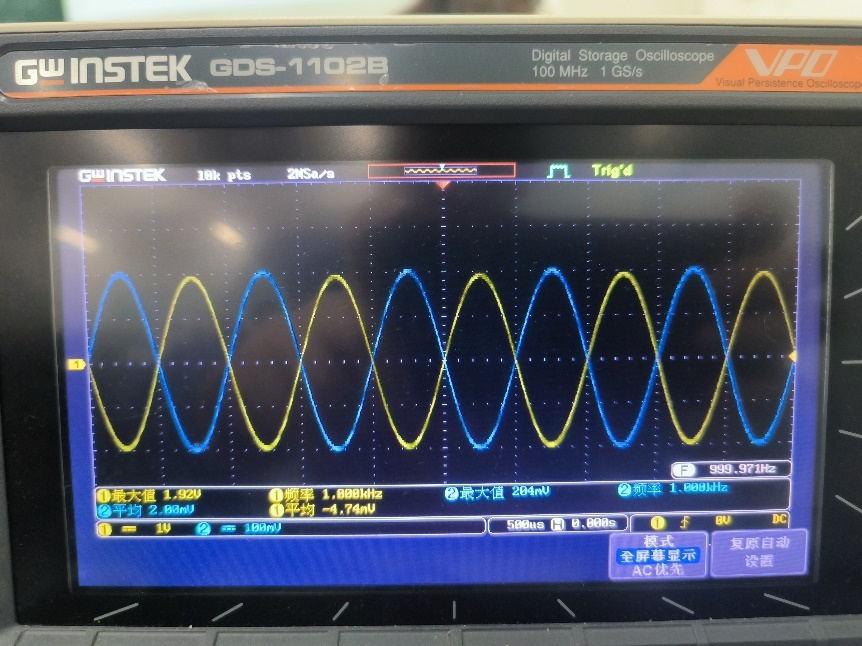 GW INSTEK GDS-1102B Digital Storage Oscilloscope
100 MHz 1 GS/s
VPO
Visual Persistence Oscilloscope
GW INSTEK 10k pts 2MSa/s Trig'd
1
F 999.971Hz
1 最大值 1.92V 1 频率 1.000kHz 2 最大值 204mV 2 频率 1.000kHz
2 平均 2.00mV 1 平均 -4.74mV
1 1V 2 100mV 500us H 0.000s 1 0V DC
模式
全屏幕显示
AC优先
复原自动
设置